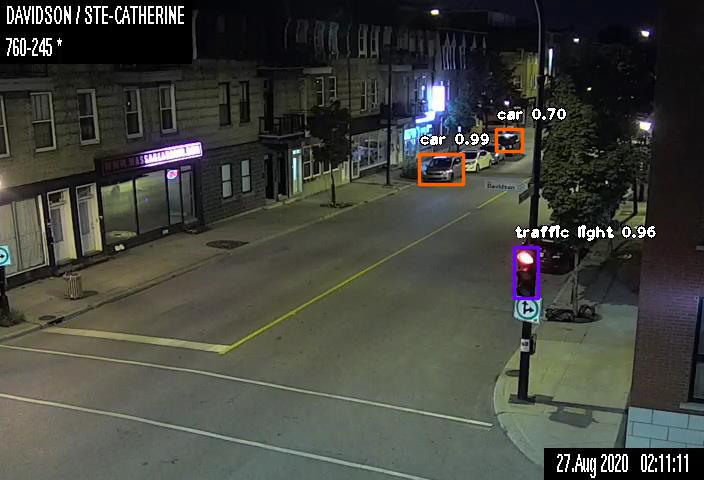 DAVIDSON / STE-CATHERINE
760-245 *
car 0.70
car 0.99
Davidson
traffic light 0.96
27.Aug 2020 02:11:11